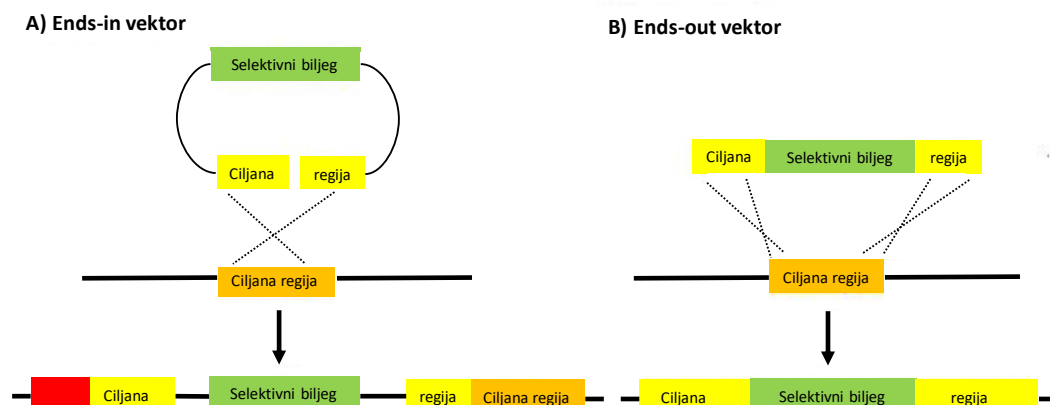 A) Ends-in vektor
Selektivni biljeg
Ciljana
regija
Ciljana regija
Ciljana
Selektivni biljeg
regija
Ciljana regija
B) Ends-out vektor
Ciljana
Selektivni biljeg
regija
Ciljana regija
Ciljana
Selektivni biljeg
regija